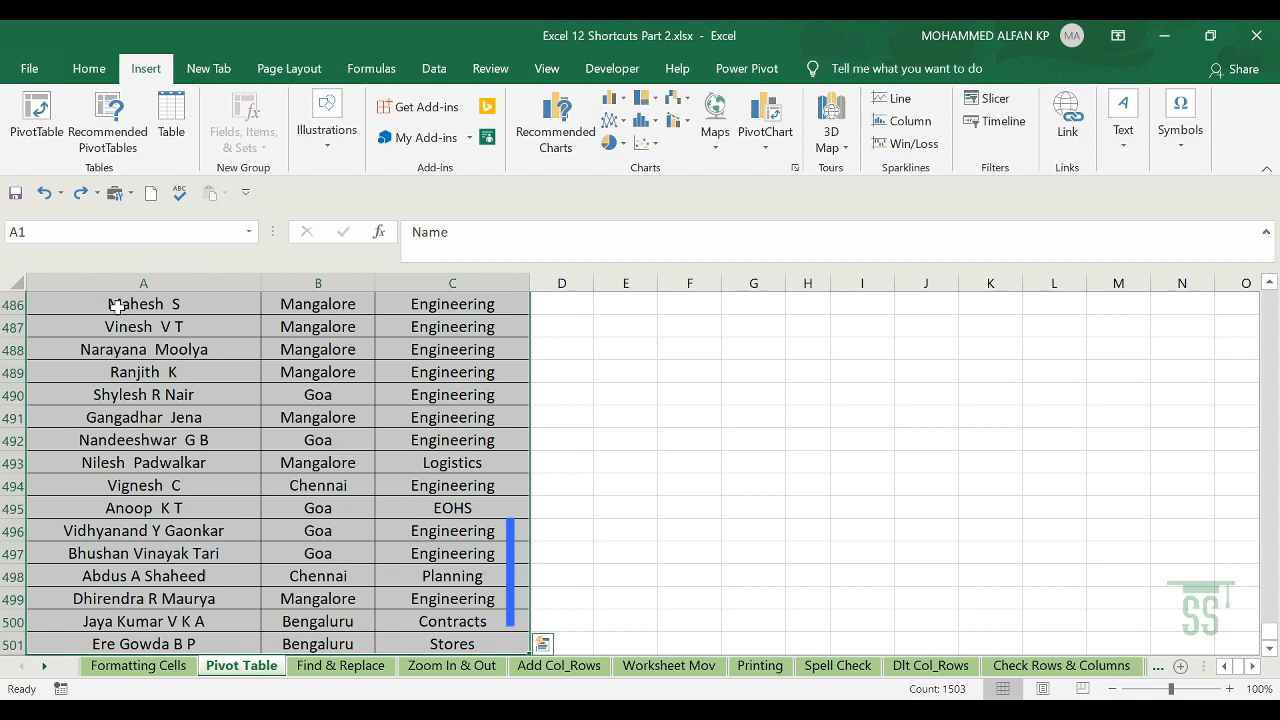 Excel 12 Shortcuts Part 2.xlsx - Excel
MOHAMMED ALFAN KP
MA
File Home Insert New Tab Page Layout Formulas Data Review View Developer Help Power Pivot Tell me what you want to do Share
PivotTable
Recommended PivotTables
Table
Tables
Fields, Items, & Sets
New Group
Illustrations
Get Add-ins
My Add-ins
Add-ins
Recommended Charts
Maps
PivotChart
Charts
3D Map
Tours
Line
Column
Win/Loss
Sparklines
Slicer
Timeline
Filters
Link
Links
Text
Symbols
ABC
A1 fx Name
A B C D E F G H I J K L M N O
486 Mahesh S Mangalore Engineering
487 Vinesh V T Mangalore Engineering
488 Narayana Moolya Mangalore Engineering
489 Ranjith K Mangalore Engineering
490 Shylesh R Nair Goa Engineering
491 Gangadhar Jena Mangalore Engineering
492 Nandeeshwar G B Goa Engineering
493 Nilesh Padwalkar Mangalore Logistics
494 Vignesh C Chennai Engineering
495 Anoop K T Goa EOHS
496 Vidhyanand Y Gaonkar Goa Engineering
497 Bhushan Vinayak Tari Goa Engineering
498 Abdus A Shaheed Chennai Planning
499 Dhirendra R Maurya Mangalore Engineering
500 Jaya Kumar V K A Bengaluru Contracts
501 Ere Gowda B P Bengaluru Stores
SS
Formatting Cells Pivot Table Find & Replace Zoom In & Out Add Col_Rows Worksheet Mov Printing Spell Check Dlt Col_Rows Check Rows & Columns ...
Ready Count: 1503 100%